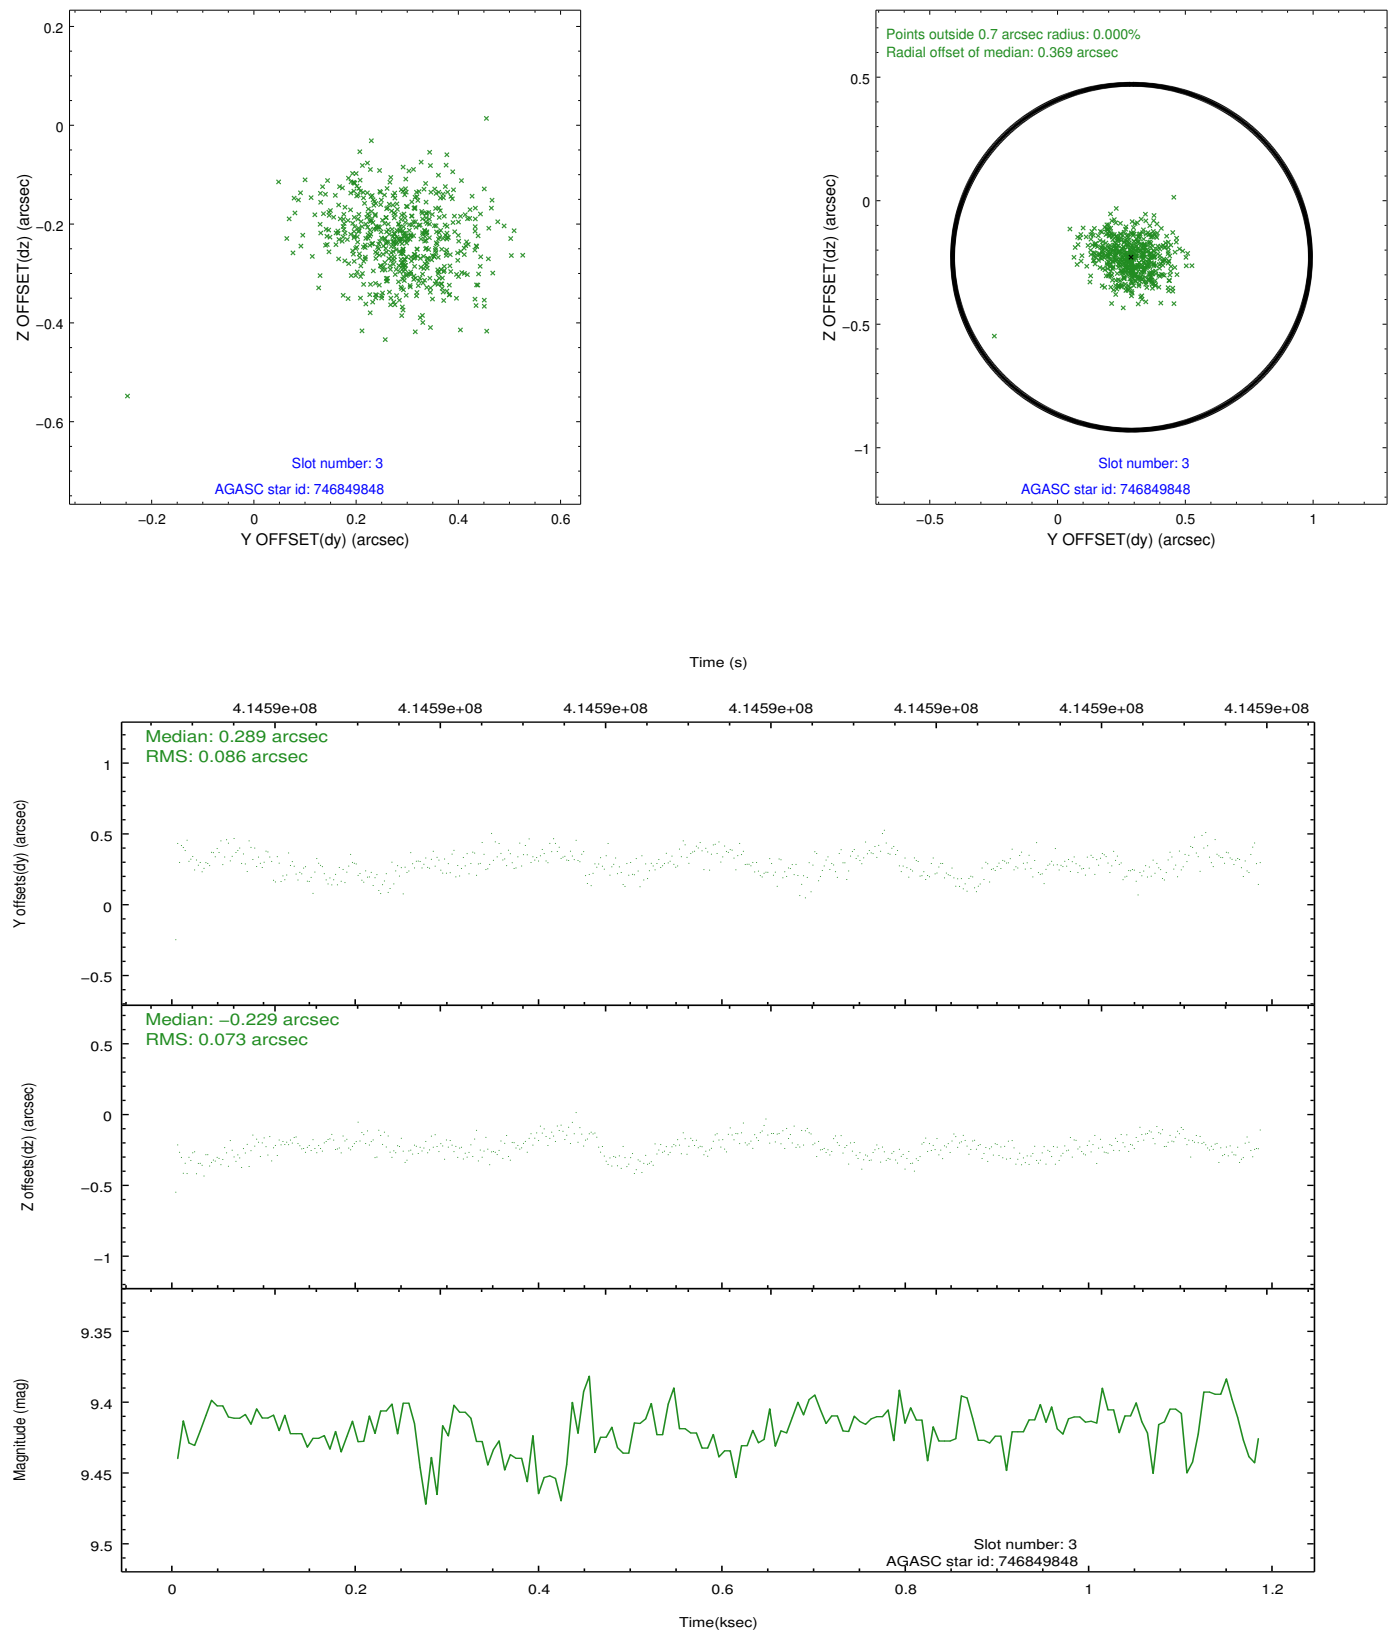 0.2
0
−0.2
−0.4
−0.6
Z OFFSET(dz) (arcsec)
Slot number: 3
AGASC star id: 746849848
−0.2 0 0.2 0.4 0.6
Y OFFSET(dy) (arcsec)
Points outside 0.7 arcsec radius: 0.000%
Radial offset of median: 0.369 arcsec
0.5
0
−0.5
−1
Z OFFSET(dz) (arcsec)
Slot number: 3
AGASC star id: 746849848
−0.5 0 0.5 1
Y OFFSET(dy) (arcsec)
Time (s)
4.1459e+08 4.1459e+08 4.1459e+08 4.1459e+08 4.1459e+08 4.1459e+08 4.1459e+08
Median: 0.289 arcsec
RMS: 0.086 arcsec
1
0.5
0
−0.5
Y offsets(dy) (arcsec)
Median: −0.229 arcsec
RMS: 0.073 arcsec
0.5
0
−0.5
−1
Z offsets(dz) (arcsec)
9.35
9.4
9.45
9.5
Magnitude (mag)
Slot number: 3
AGASC star id: 746849848
0 0.2 0.4 0.6 0.8 1 1.2
Time(ksec)